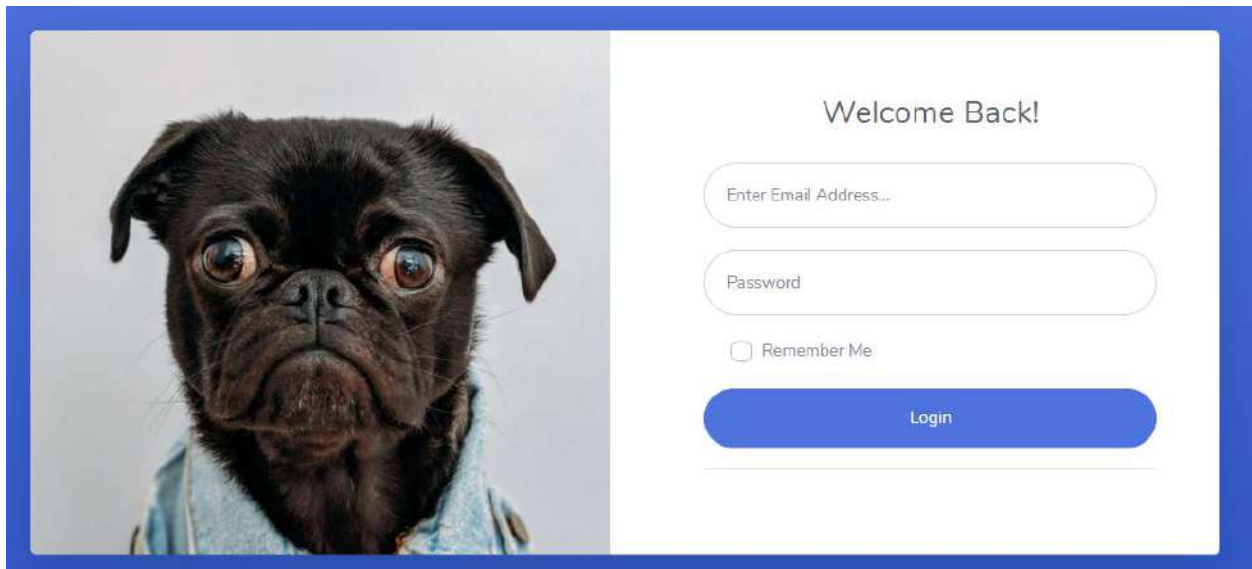 Welcome Back!
Enter Email Address...
Password
Remember Me
Login